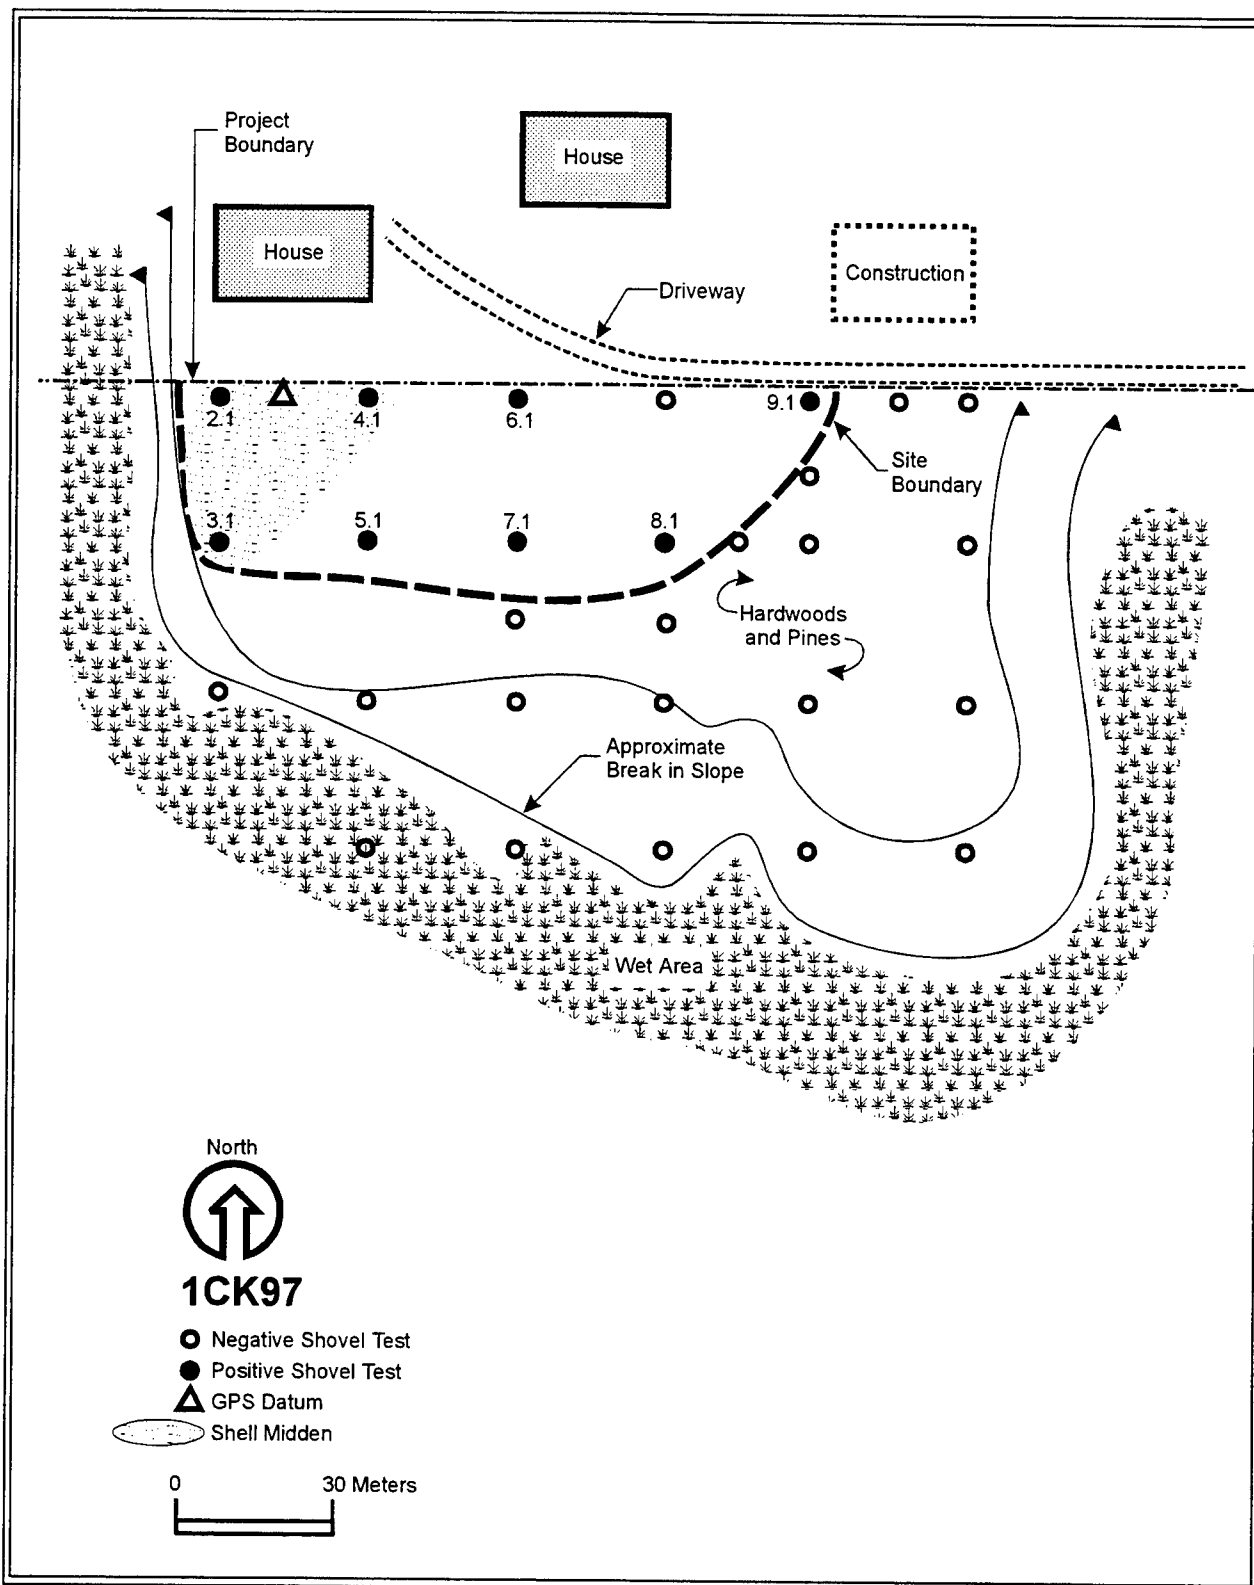 Project
Boundary
House
House
Construction
Driveway
2.1
4.1
6.1
9.1
Site
Boundary
3.1
5.1
7.1
8.1
Hardwoods
and Pines
Approximate
Break in Slope
Wet Area
North
1CK97
Negative Shovel Test
Positive Shovel Test
GPS Datum
Shell Midden
0 30 Meters